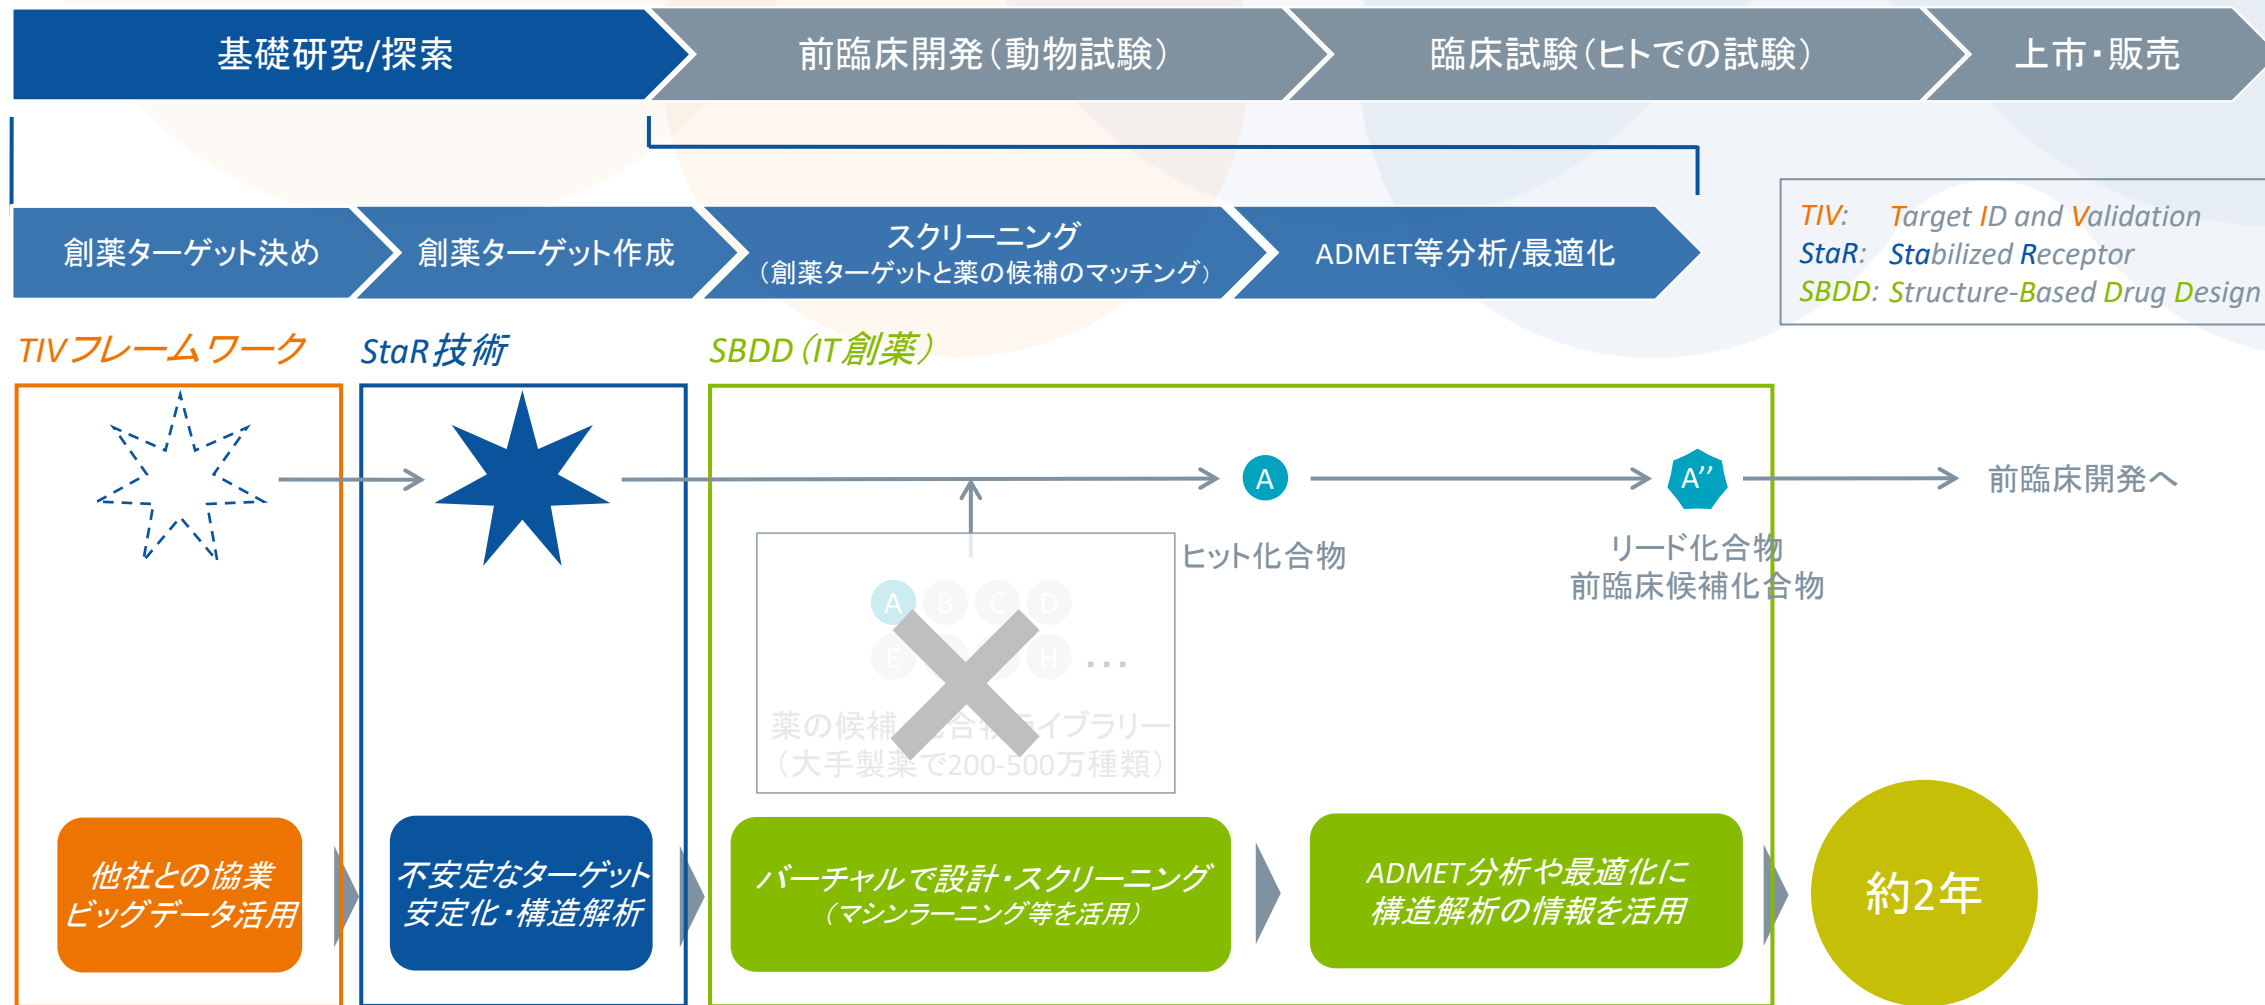 基礎研究/探索
前臨床開発（動物試験）
臨床試験（ヒトでの試験）
上市・販売
創薬ターゲット決め
創薬ターゲット作成
スクリーニング
（創薬ターゲットと薬の候補のマッチング）
ADMET等分析/最適化
TIV: Target ID and Validation
StaR: Stabilized Receptor
SBDD: Structure-Based Drug Design
TIVフレームワーク
StaR技術
SBDD（IT創薬）
A
A''
前臨床開発へ
ヒット化合物
リード化合物
前臨床候補化合物
A B C D
E H ...
薬の候補 合 イブラリー
（大手製薬で200-500万種類）
他社との協業
ビッグデータ活用
不安定なターゲット
安定化・構造解析
バーチャルで設計・スクリーニング
（マシンラーニング等を活用）
ADMET分析や最適化に
構造解析の情報を活用
約2年